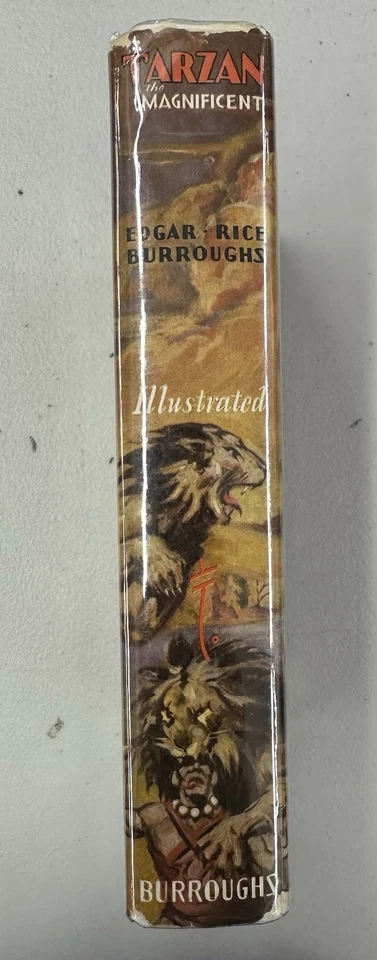 TARZAN
the
MAGNIFICENT
EDGAR · RICE
BURROUGHS
Illustrated
BURROUGHS